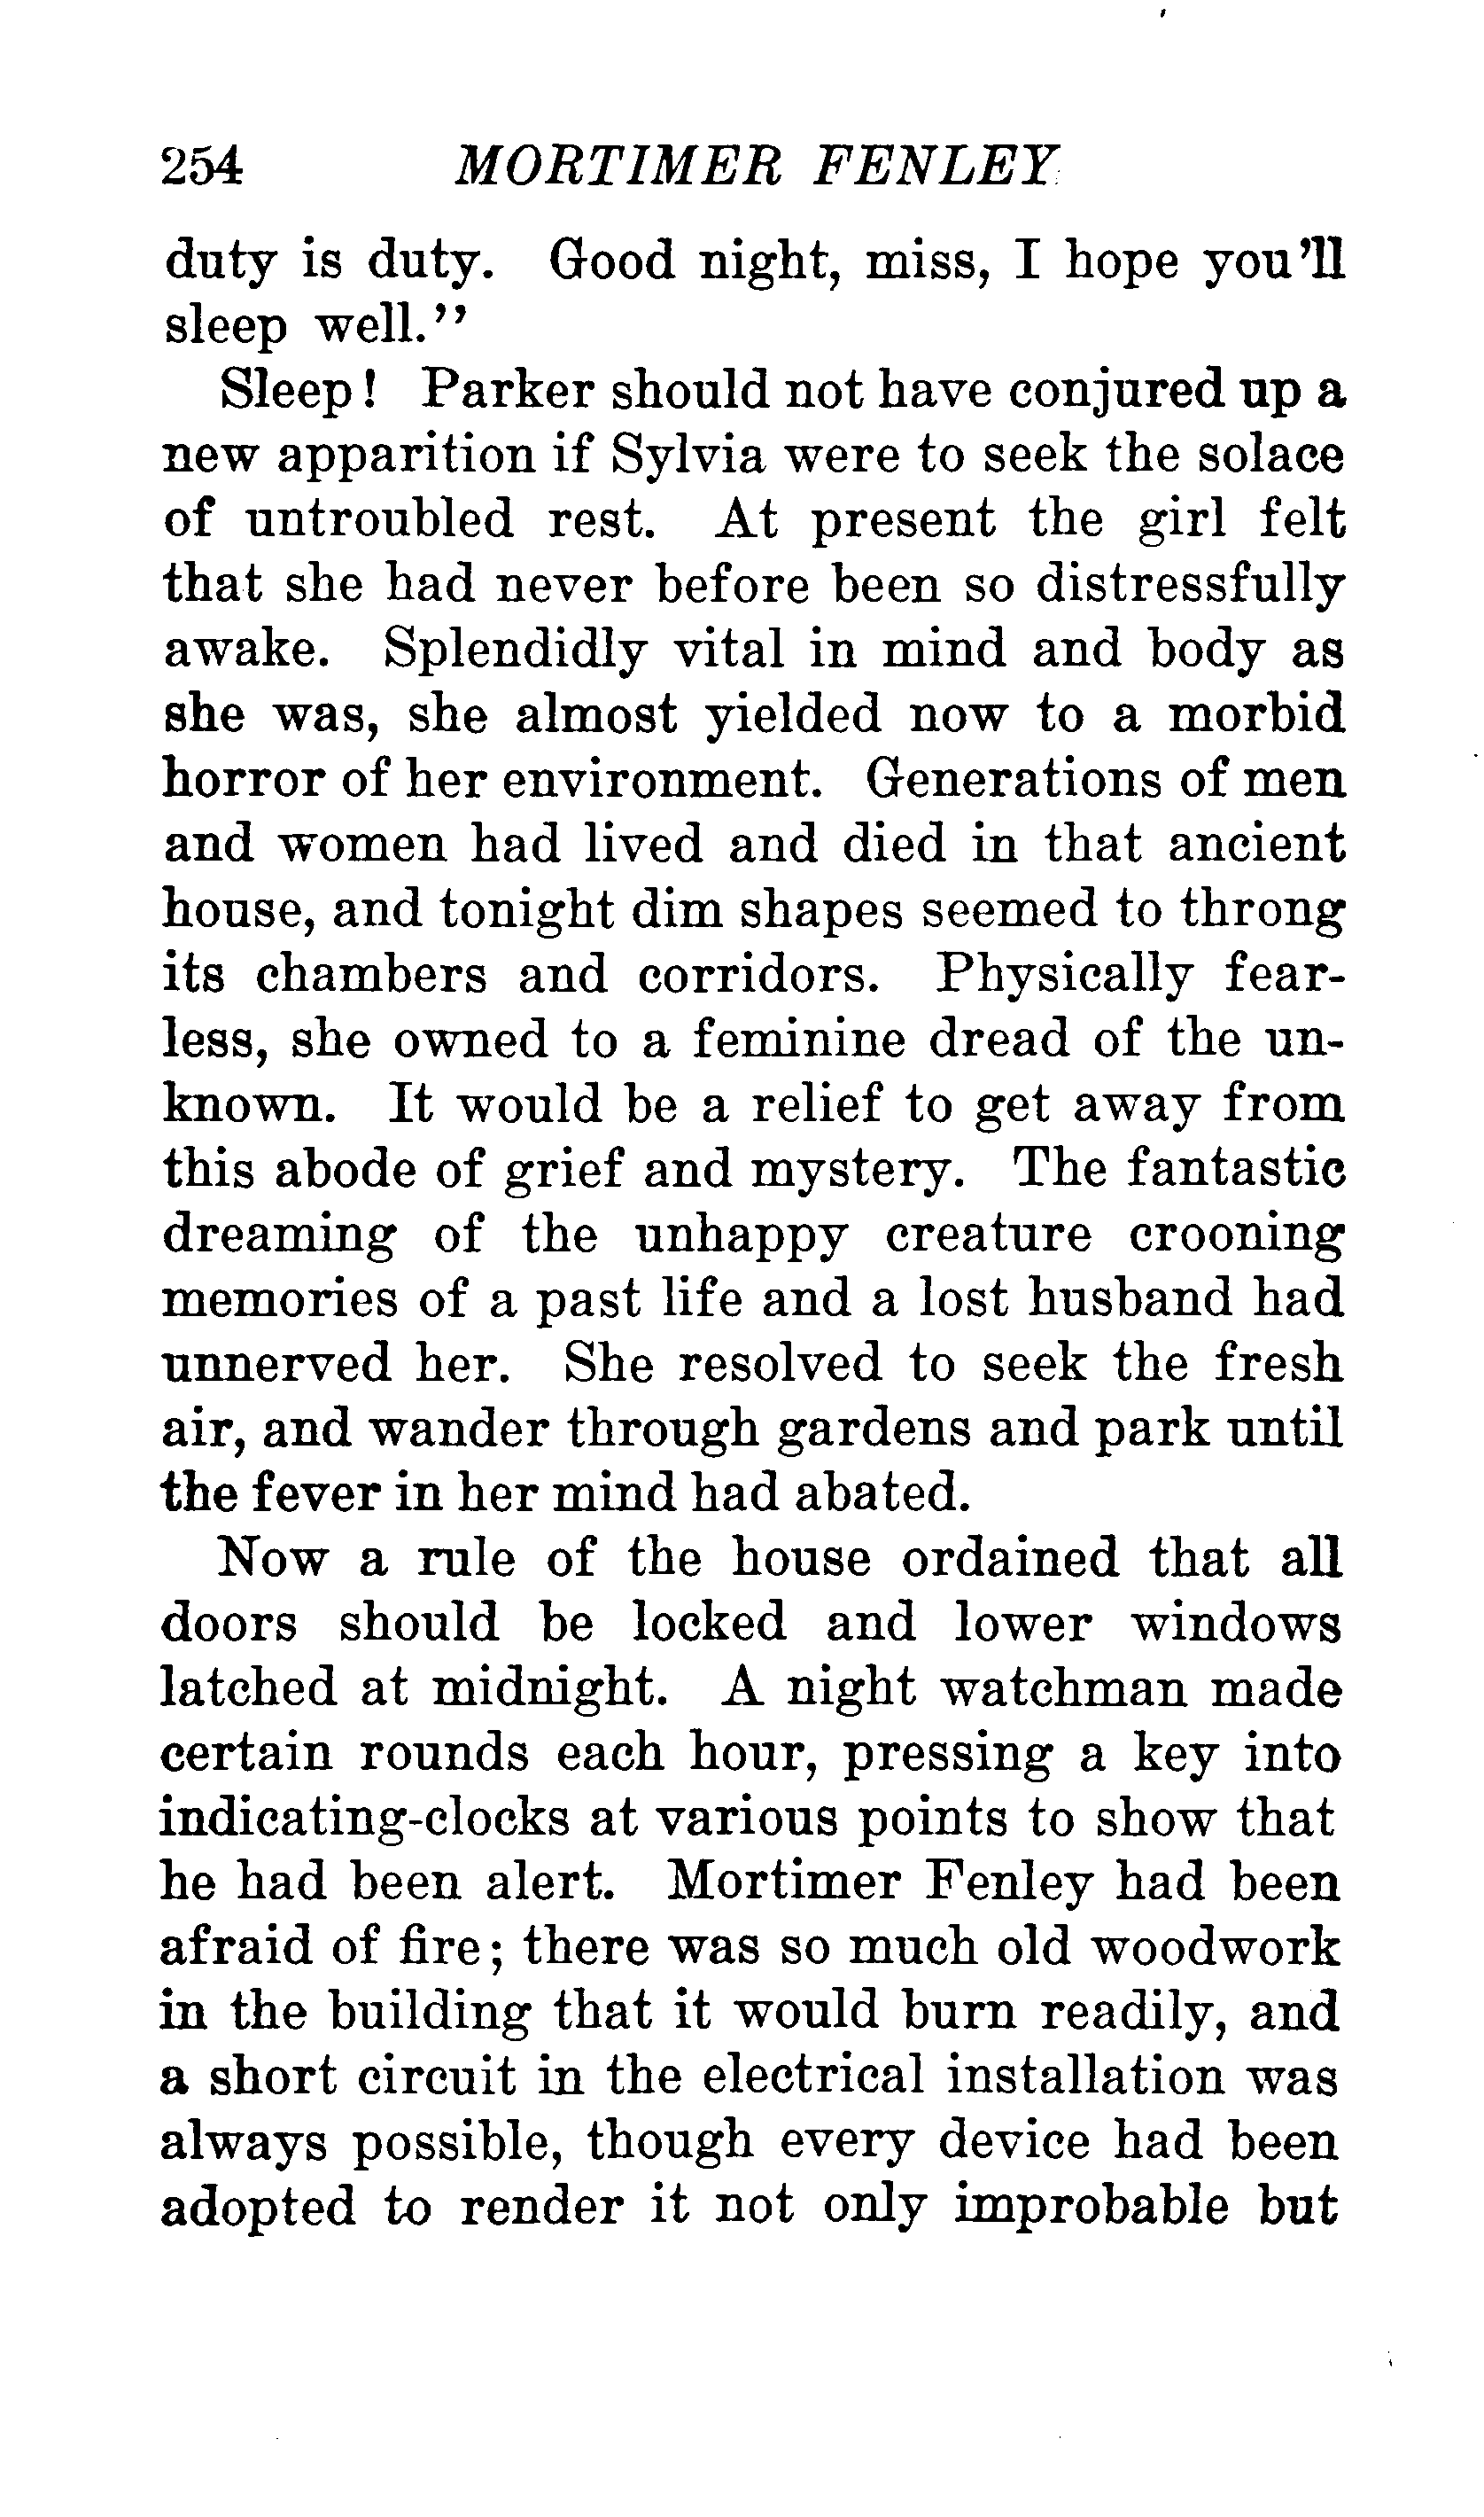 254 MORTIMER FENLEY
duty is duty. Good night, miss, I hope you'll
sleep well."
Sleep! Parker should not have conjured up a
new apparition if Sylvia were to seek the solace
of untroubled rest. At present the girl felt
that she had never before been so distressfully
awake. Splendidly vital in mind and body as
she was, she almost yielded now to a morbid
horror of her environment. Generations of men
and women had lived and died in that ancient
house, and tonight dim shapes seemed to throng
its chambers and corridors. Physically fear-
less, she owned to a feminine dread of the un-
known. It would be a relief to get away from
this abode of grief and mystery. The fantastic
dreaming of the unhappy creature crooning
memories of a past life and a lost husband had
unnerved her. She resolved to seek the fresh
air, and wander through gardens and park until
the fever in her mind had abated.
Now a rule of the house ordained that all
doors should be locked and lower windows
latched at midnight. A night watchman made
certain rounds each hour, pressing a key into
indicating-clocks at various points to show that
he had been alert. Mortimer Fenley had been
afraid of fire; there was so much old woodwork
in the building that it would burn readily, and
a short circuit in the electrical installation was
always possible, though every device had been
adopted to render it not only improbable but